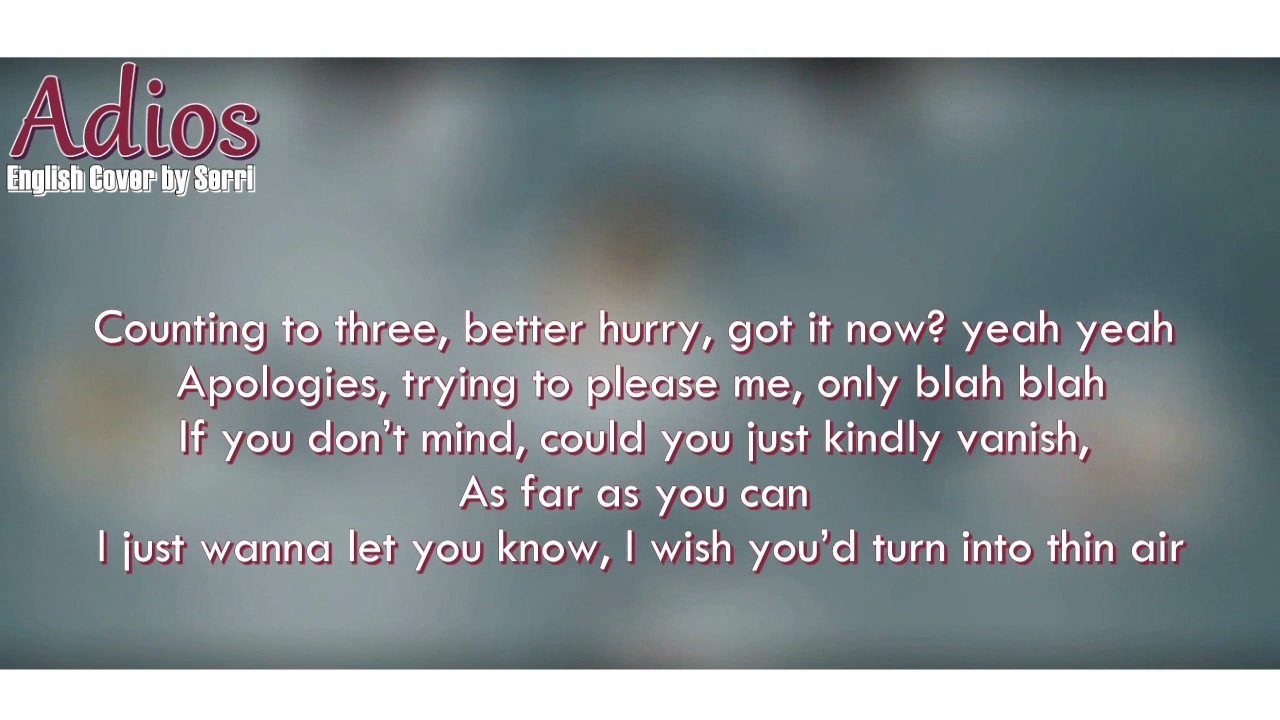 Adios
English Cover by Serri
Counting to three, better hurry, got it now? yeah yeah
Apologies, trying to please me, only blah blah
If you don’t mind, could you just kindly vanish,
As far as you can
I just wanna let you know, I wish you’d turn into thin air